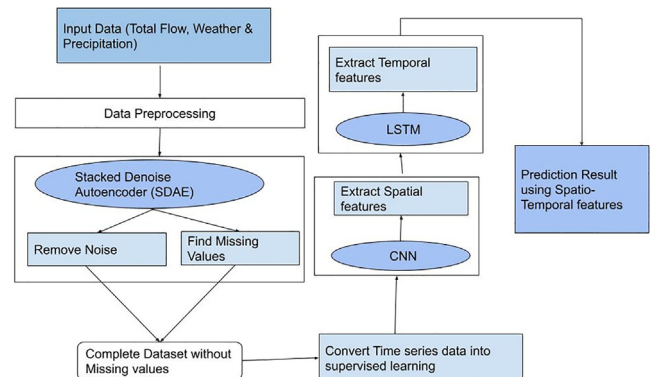 Input Data (Total Flow, Weather &
Precipitation)
Data Preprocessing
Stacked Denoise
Autoencoder (SDAE)
Remove Noise
Find Missing
Values
Complete Dataset without
Missing values
Convert Time series data into
supervised learning
CNN
Extract Spatial
features
LSTM
Extract Temporal
features
Prediction Result
using Spatio-
Temporal features